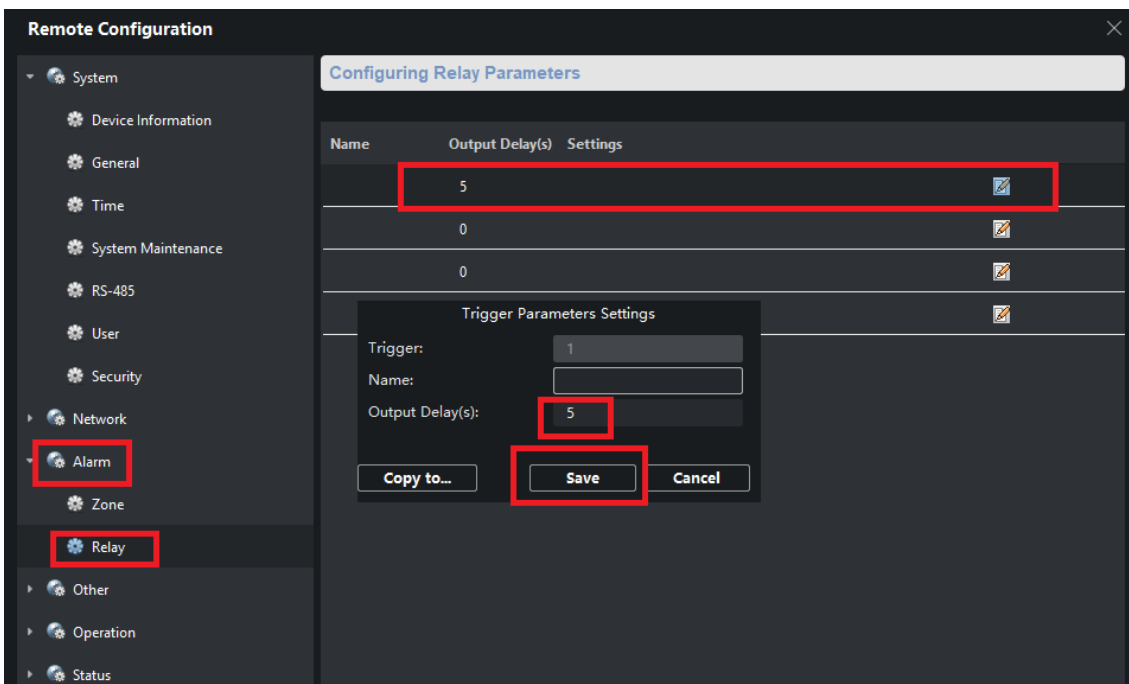 Remote Configuration
System
Device Information
General
Time
System Maintenance
RS-485
User
Security
Network
Alarm
Zone
Relay
Other
Operation
Status
Configuring Relay Parameters
Name Output Delay(s) Settings
5
0
0
Trigger Parameters Settings
Trigger: 1
Name:
Output Delay(s): 5
Copy to... Save Cancel